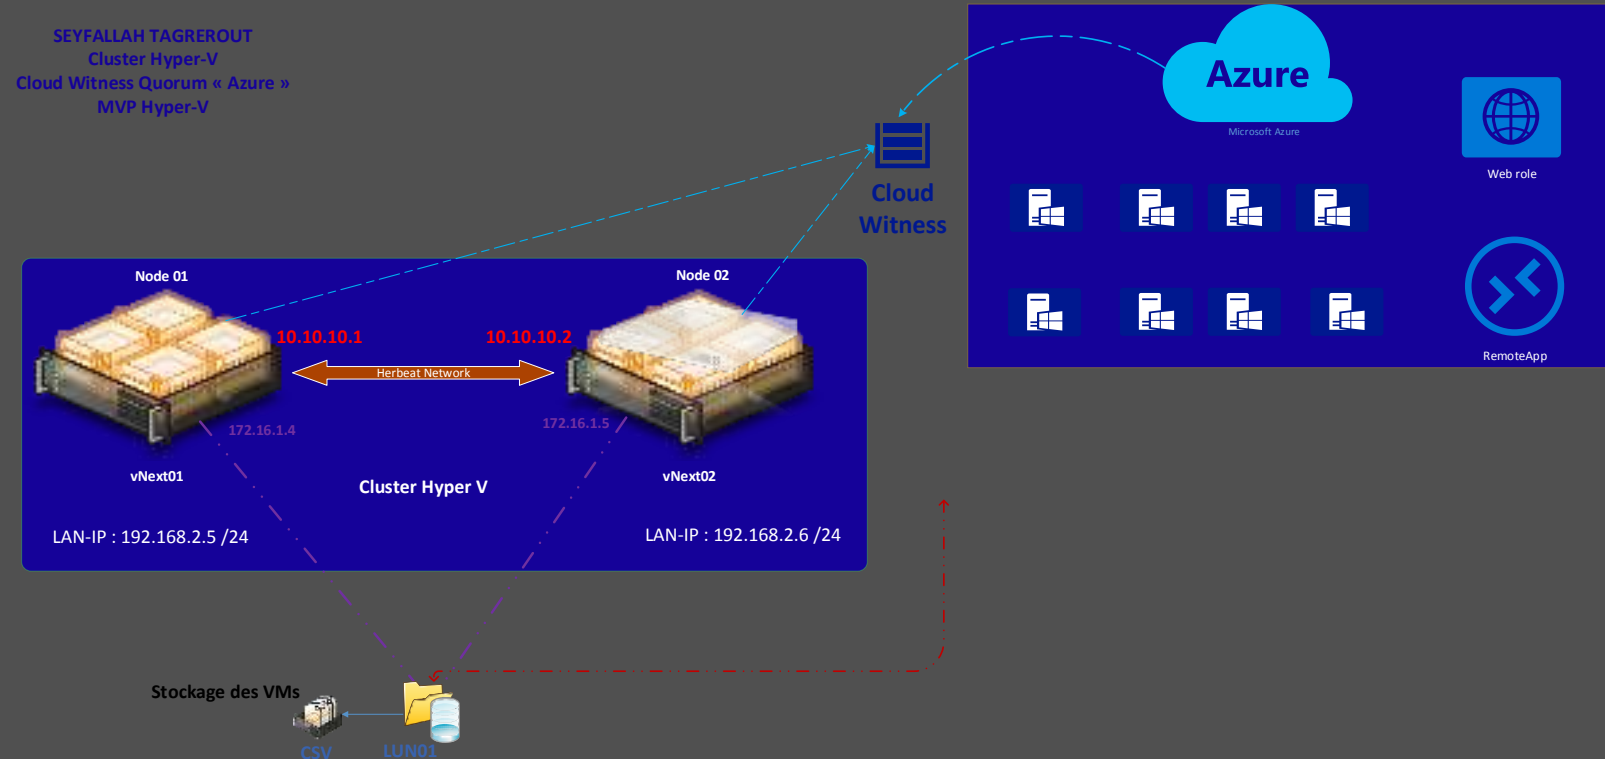 SEYFALLAH TAGREROUT
Cluster Hyper-V
Cloud Witness Quorum « Azure »
MVP Hyper-V
Azure
Microsoft Azure
Web role
Cloud
Witness
RemoteApp
Node 01
Node 02
10.10.10.1
10.10.10.2
Herbeat Network
172.16.1.4
172.16.1.5
vNext01
vNext02
Cluster Hyper V
LAN-IP : 192.168.2.5 /24
LAN-IP : 192.168.2.6 /24
Stockage des VMs
CSV
LUN01